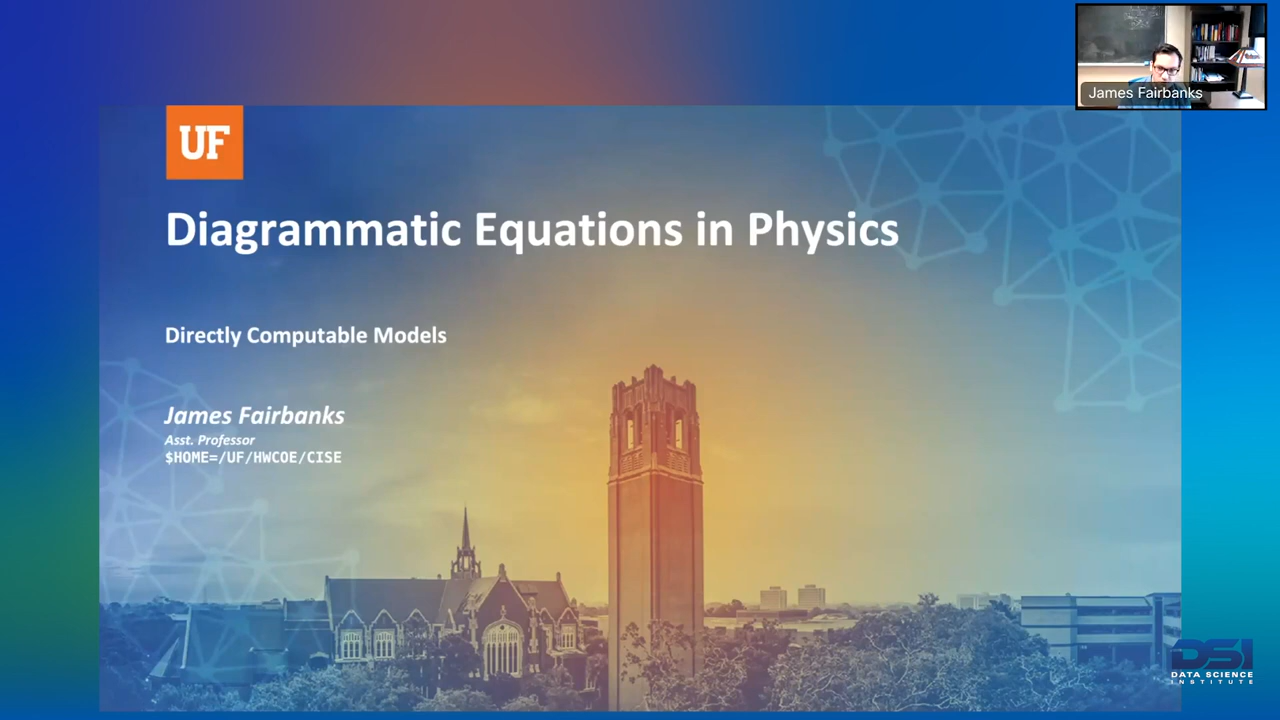 James Fairbanks
UF
Diagrammatic Equations in Physics
Directly Computable Models
James Fairbanks
Asst. Professor
$HOME=/UF/HWCOE/CISE
DSI
DATA SCIENCE
INSTITUTE